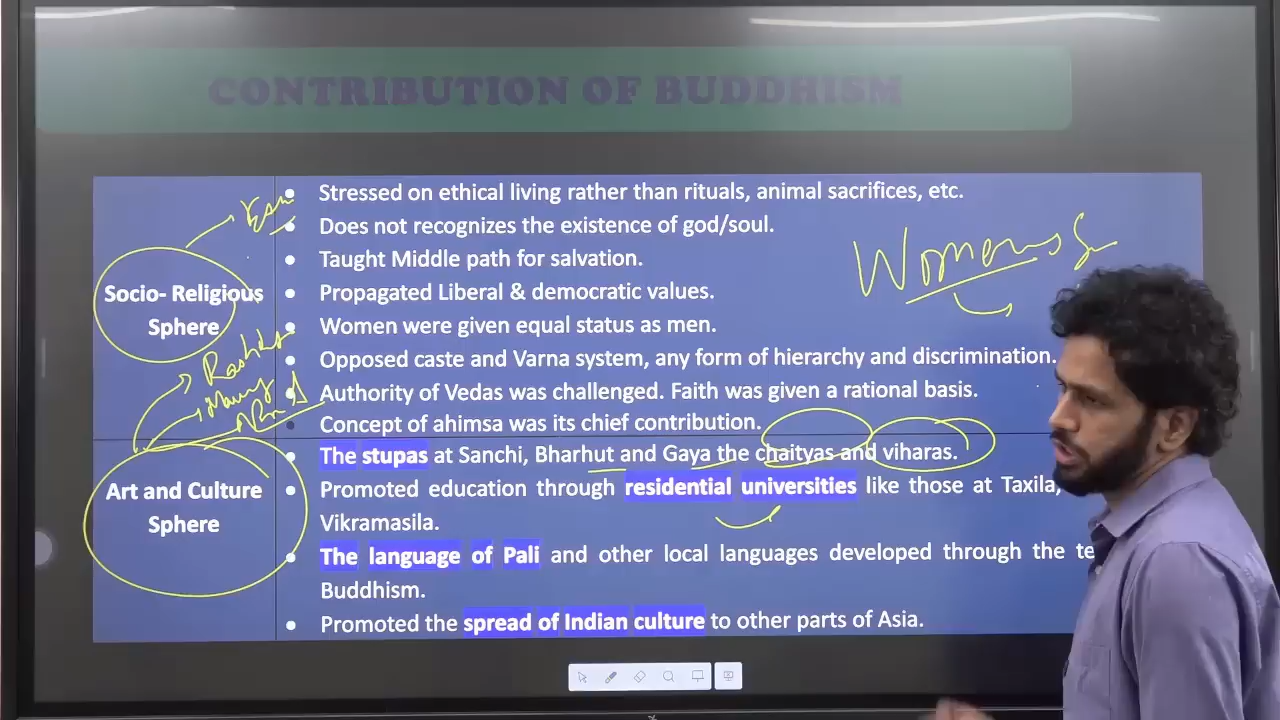 CONTRIBUTION OF BUDDHISM
Socio- Religious
Sphere
• Stressed on ethical living rather than rituals, animal sacrifices, etc.
• Does not recognizes the existence of god/soul.
• Taught Middle path for salvation.
• Propagated Liberal & democratic values.
• Women were given equal status as men.
• Opposed caste and Varna system, any form of hierarchy and discrimination.
• Authority of Vedas was challenged. Faith was given a rational basis.
• Concept of ahimsa was its chief contribution.
Women
Art and Culture
Sphere
• The stupas at Sanchi, Bharhut and Gaya the chaityas and viharas.
• Promoted education through residential universities like those at Taxila,
Vikramasila.
• The language of Pali and other local languages developed through the
Buddhism.
• Promoted the spread of Indian culture to other parts of Asia.